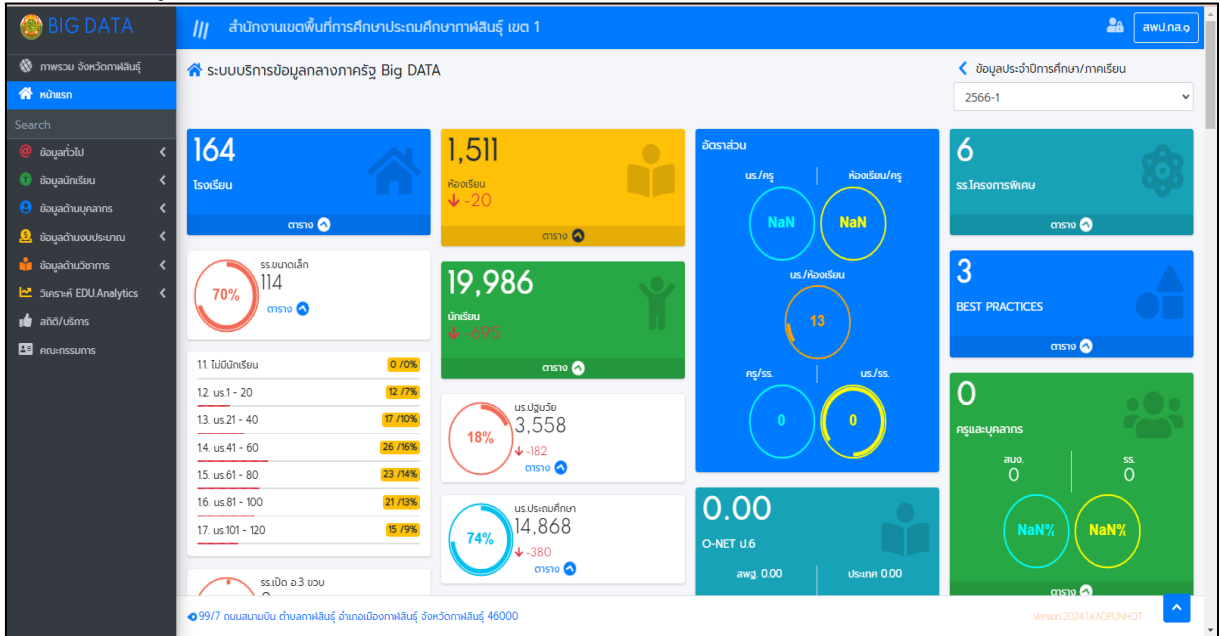 BIG DATA
สำนักงานเขตพื้นที่การศึกษาประถมศึกษากาฬสินธุ์ เขต 1
สพป.กส.๑
ภาพรวม จังหวัดกาฬสินธุ์
หน้าแรก
Search
ข้อมูลทั่วไป
ข้อมูลนักเรียน
ข้อมูลด้านบุคลากร
ข้อมูลด้านงบประมาณ
ข้อมูลด้านวิชาการ
วิเคราะห์ EDU.Analytics
สถิติ/บริการ
คณะกรรมการ
ระบบบริการข้อมูลกลางภาครัฐ Big DATA
ข้อมูลประจำปีการศึกษา/ภาคเรียน
2566-1
164
โรงเรียน
ตาราง
70%
รร.ขนาดเล็ก
114
ตาราง
1.1. ไม่มีนักเรียน 0 /0%
1.2. นร.1 - 20 12 /7%
1.3. นร.21 - 40 17 /10%
1.4. นร.41 - 60 26 /16%
1.5. นร.61 - 80 23 /14%
1.6. นร.81 - 100 21 /13%
1.7. นร.101 - 120 15 /9%
รร.เปิด อ.3 ขวบ
1,511
ห้องเรียน
-20
ตาราง
19,986
นักเรียน
-695
ตาราง
18%
นร.ปฐมวัย
3,558
-182
ตาราง
74%
นร.ประถมศึกษา
14,868
-380
ตาราง
อัตราส่วน
นร./ครู ห้องเรียน/ครู
NaN NaN
นร./ห้องเรียน
13
ครู/รร. นร./รร.
0 0
0.00
O-NET ป.6
สพฐ. 0.00 ประเทศ 0.00
6
รร.โครงการพิเศษ
ตาราง
3
BEST PRACTICES
ตาราง
0
ครูและบุคลากร
สนง. รร.
0 0
NaN% NaN%
ตาราง
99/7 ถนนสนามบิน ตำบลกาฬสินธุ์ อำเภอเมืองกาฬสินธุ์ จังหวัดกาฬสินธุ์ 46000
Version.2024.1.KAOPUNHOT